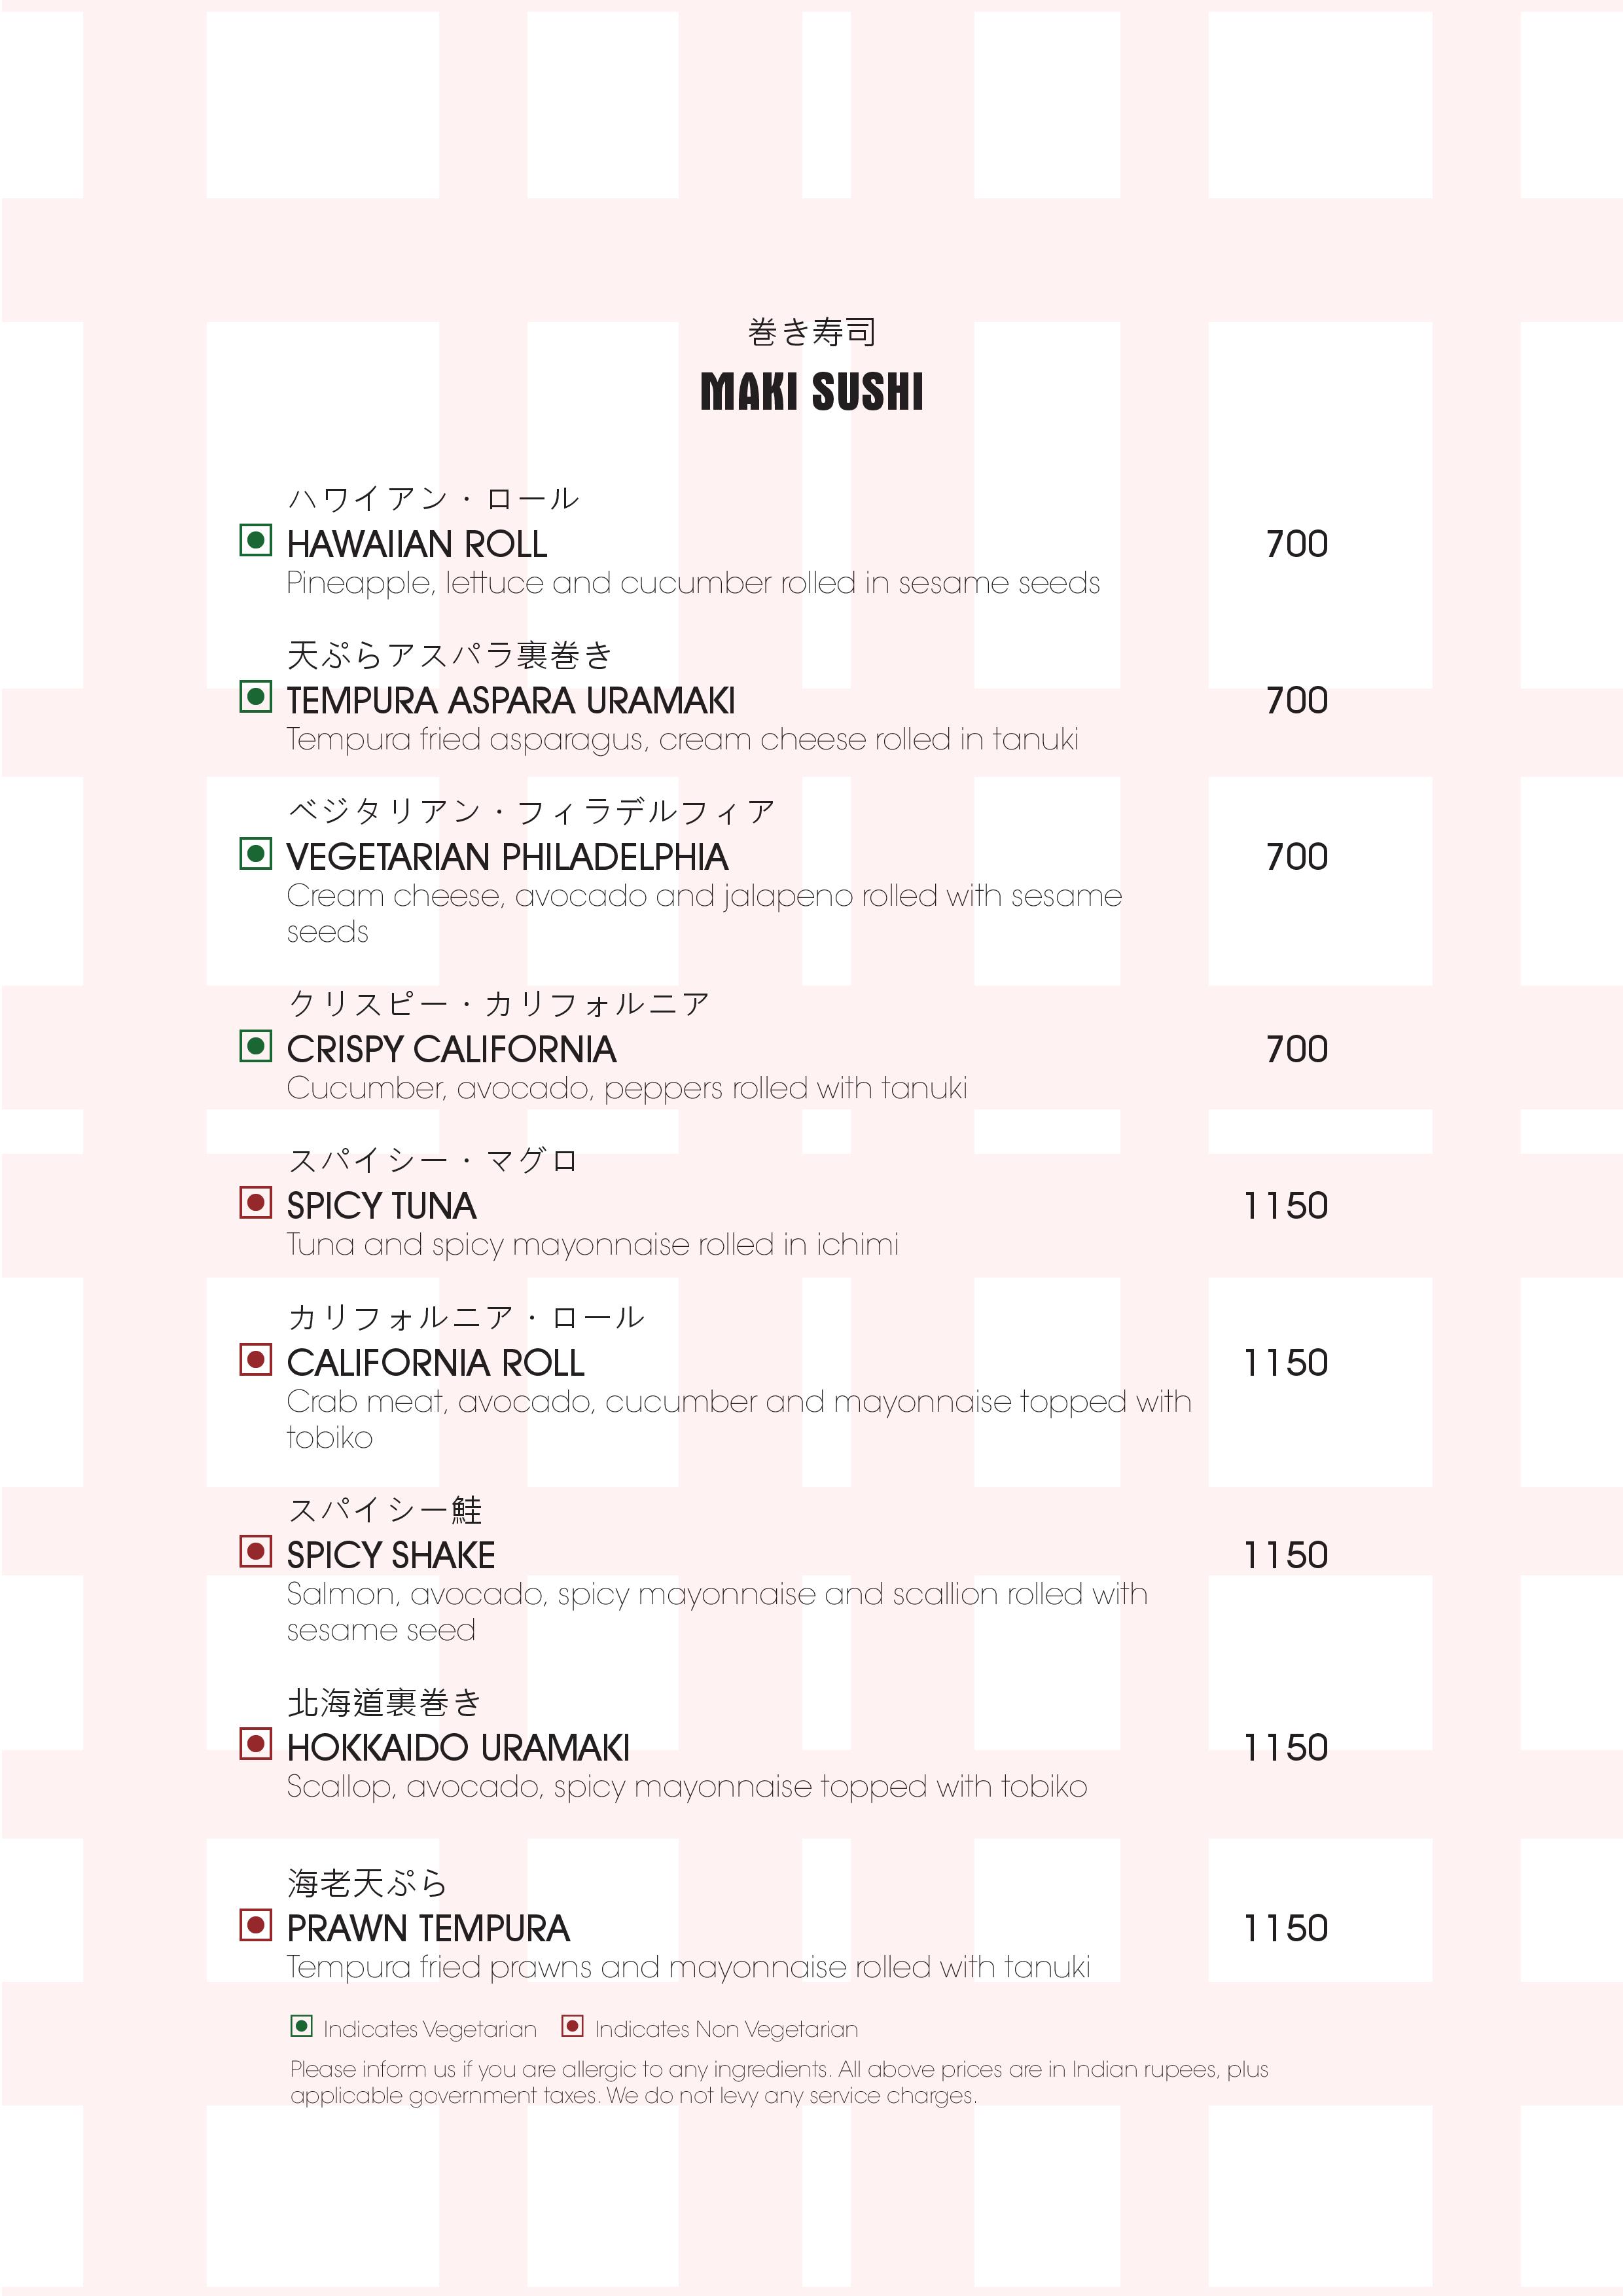 巻き寿司
MAKI SUSHI
ハワイアン・ロール
HAWAIIAN ROLL 700
Pineapple, lettuce and cucumber rolled in sesame seeds
天ぷらアスパラ裏巻き
TEMPURA ASPARA URAMAKI 700
Tempura fried asparagus, cream cheese rolled in tanuki
ベジタリアン・フィラデルフィア
VEGETARIAN PHILADELPHIA 700
Cream cheese, avocado and jalapeno rolled with sesame
seeds
クリスピー・カリフォルニア
CRISPY CALIFORNIA 700
Cucumber, avocado, peppers rolled with tanuki
スパイシー・マグロ
SPICY TUNA 1150
Tuna and spicy mayonnaise rolled in ichimi
カリフォルニア・ロール
CALIFORNIA ROLL 1150
Crab meat, avocado, cucumber and mayonnaise topped with
tobiko
スパイシー鮭
SPICY SHAKE 1150
Salmon, avocado, spicy mayonnaise and scallion rolled with
sesame seed
北海道裏巻き
HOKKAIDO URAMAKI 1150
Scallop, avocado, spicy mayonnaise topped with tobiko
海老天ぷら
PRAWN TEMPURA 1150
Tempura fried prawns and mayonnaise rolled with tanuki
Indicates Vegetarian Indicates Non Vegetarian
Please inform us if you are allergic to any ingredients. All above prices are in Indian rupees, plus
applicable government taxes. We do not levy any service charges.